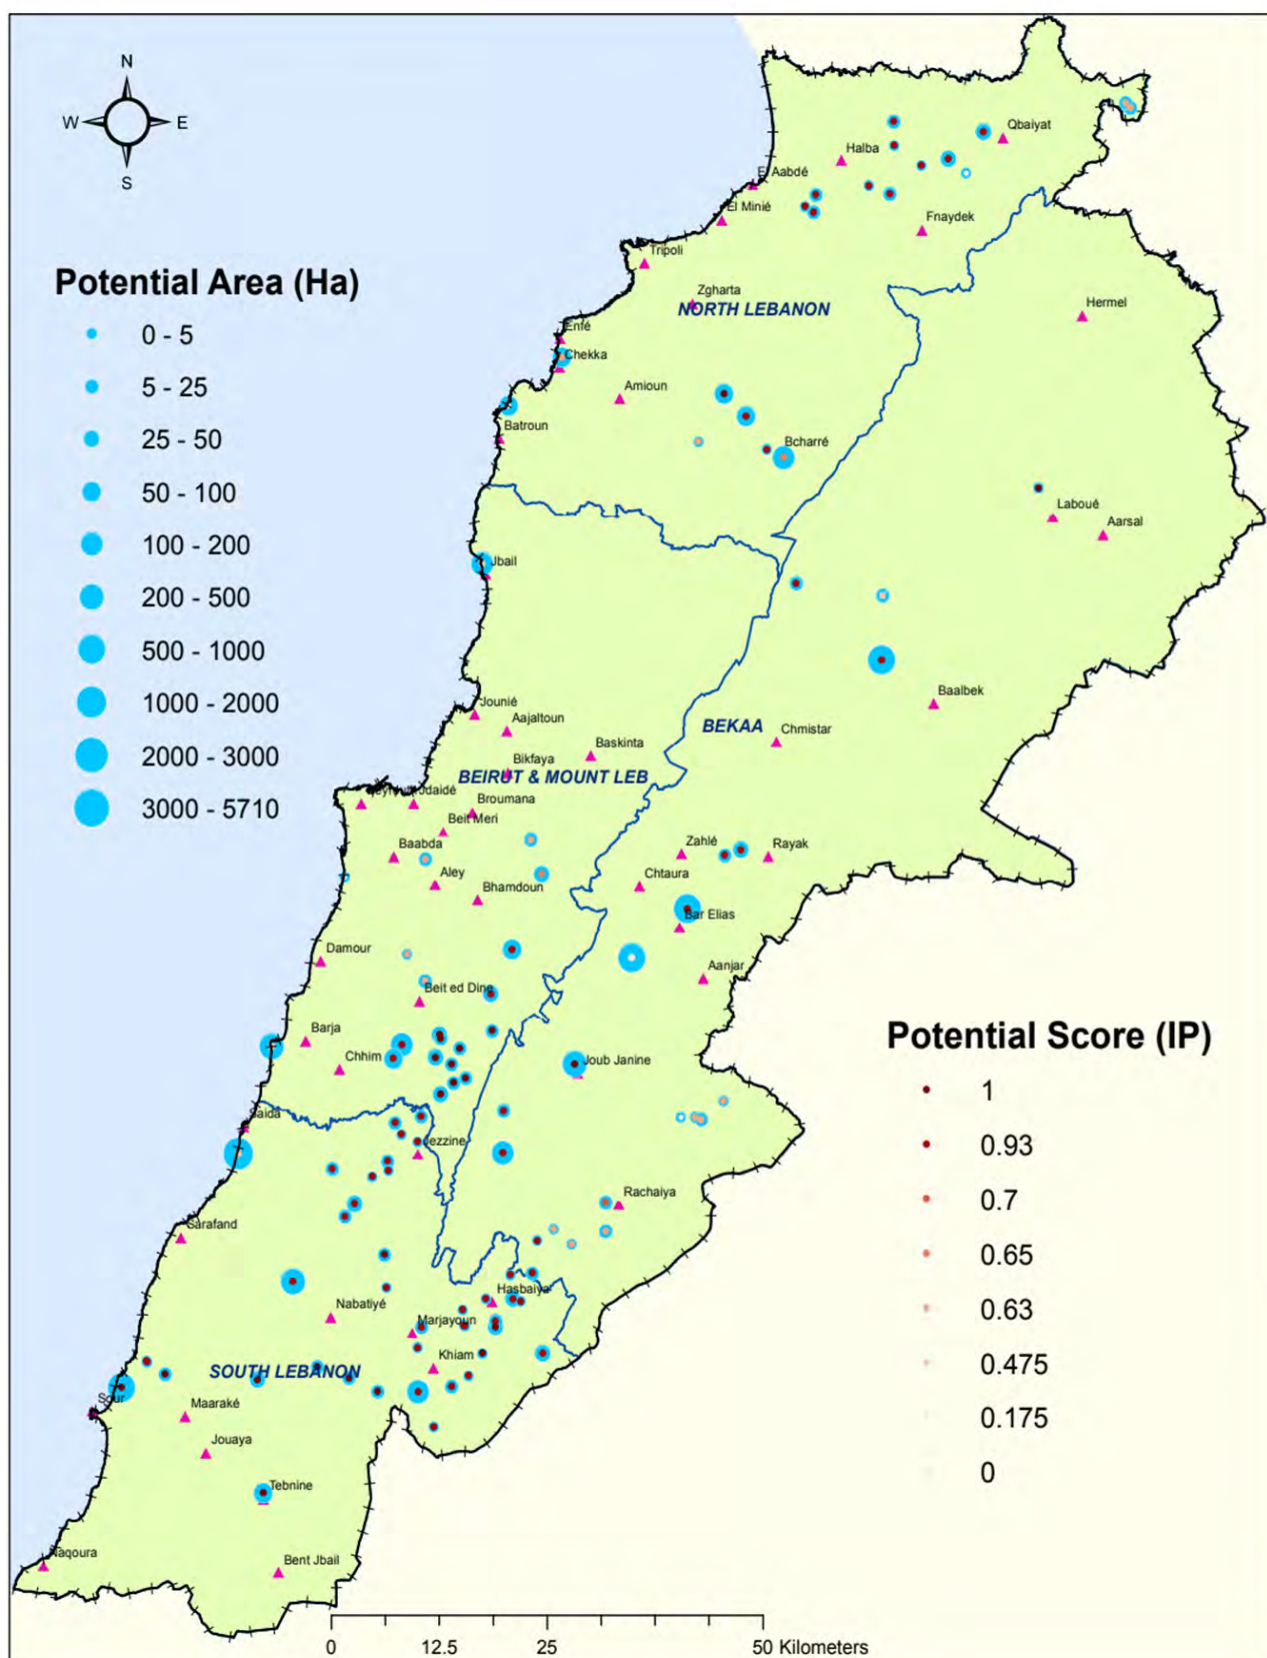 N
W
E
S
Potential Area (Ha)
0 - 5
5 - 25
25 - 50
50 - 100
100 - 200
200 - 500
500 - 1000
1000 - 2000
2000 - 3000
3000 - 5710
Qbaiyat
Halba
El Aabdé
El Minié
Fnaydek
Tripoli
Zgharta
NORTH LEBANON
Hermel
Enfé
Chekka
Amioun
Batroun
Bcharré
Laboué
Aarsal
Jbail
Baalbek
Jounié
Aajaltoun
BEKAA
Chmistar
Baskinta
Bikfaya
BEIRUT & MOUNT LEB
Jdaidé
Broumana
Beit Meri
Baabda
Zahlé
Rayak
Aley
Chtaura
Bhamdoun
Bar Elias
Damour
Aanjar
Beit ed Dine
Barja
Chhim
Joub Janine
Saida
Jezzine
Rachaiya
Sarafand
Hasbaiya
Nabatiyé
Marjayoun
Khiam
SOUTH LEBANON
Sour
Maaraké
Jouaya
Tebnine
Naqoura
Bent Jbail
Potential Score (IP)
1
0.93
0.7
0.65
0.63
0.475
0.175
0
0 12.5 25 50 Kilometers